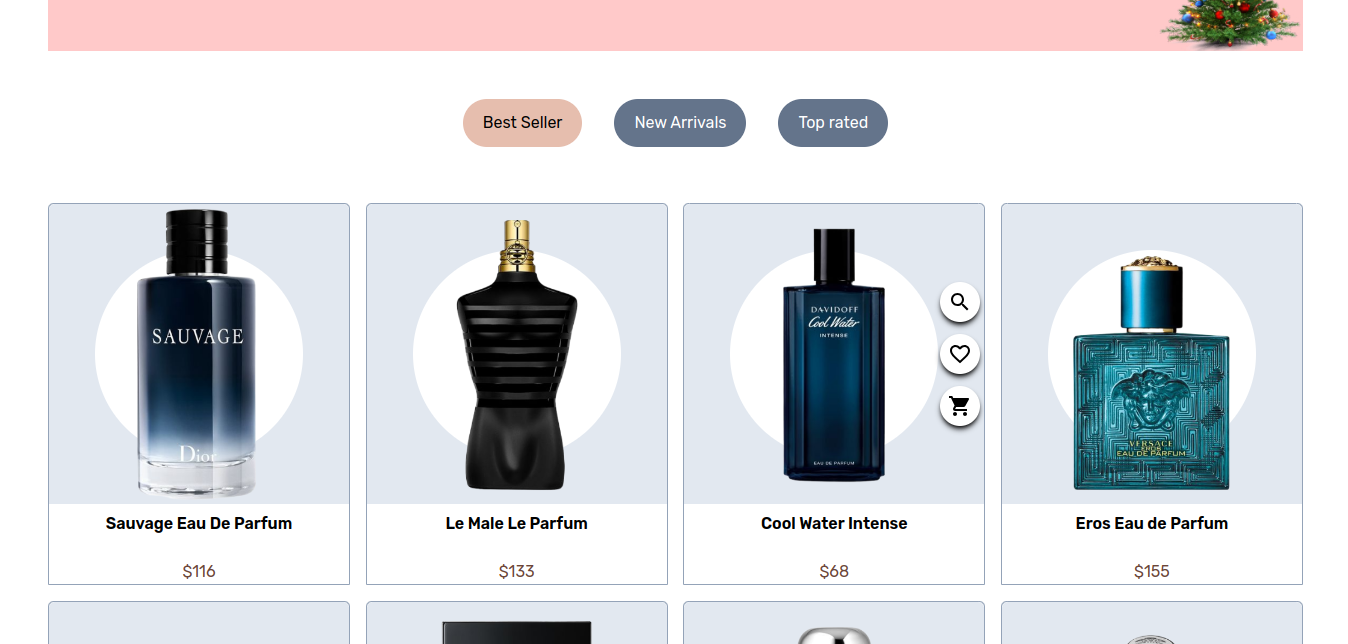 Best Seller
New Arrivals
Top rated
SAUVAGE
Dior
DAVIDOFF
Cool Water
INTENSE
EAU DE PARFUM
VERSACE
EROS
EAU DE PARFUM
Sauvage Eau De Parfum
Le Male Le Parfum
Cool Water Intense
Eros Eau de Parfum
$116
$133
$68
$155